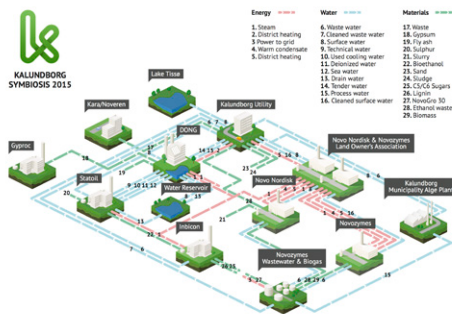 KALUNDBORG
SYMBIOSIS 2015
Energy
1. Steam
2. District heating
3 Power to grid
4. Warm condensate
5. District heating
Water
6. Waste water
7. Cleaned waste water
8. Surface water
9. Technical water
10. Used cooling water
11. Deionized water
12. Sea water
13. Drain water
14. Tender water
15. Process water
16. Cleaned surface water
Materials
17. Waste
18. Gypsum
19. Fly ash
20. Sulphur
21. Slurry
22. Bioethanol
23. Sand
24. Sludge
25. C5/C6 Sugars
26. Lignin
27. NovoGro 30
28. Ethanol waste
29. Biomass
Lake Tissø
Kara/Noveren
Kalundborg Utility
DONG
Gyproc
Novo Nordisk & Novozymes
Land Owner's Association
Statoil
Water Reservoir
Novo Nordisk
Kalundborg
Municipality Alge Plant
Inbicon
Novozymes
Novozymes
Wastewater & Biogas